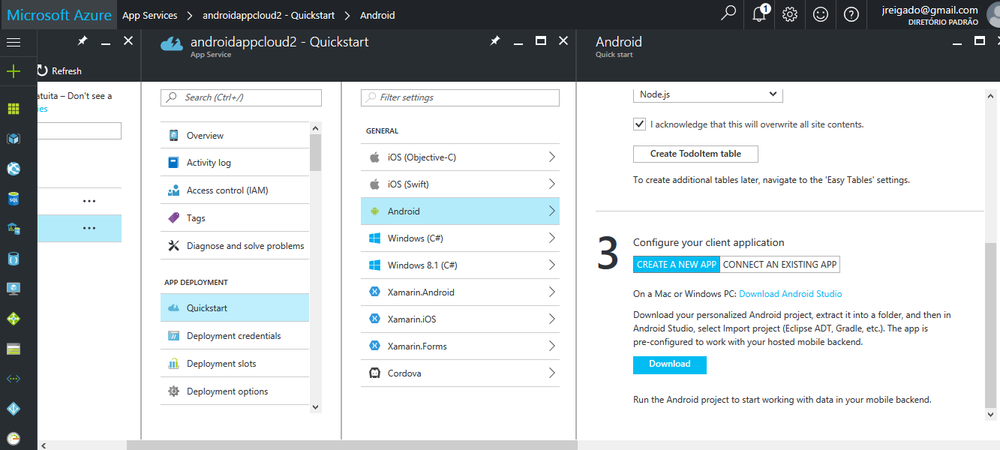 Microsoft Azure
App Services > androidappcloud2 - Quickstart > Android
1
jreigado@gmail.com
DIRETÓRIO PADRÃO
Refresh
atuita – Don't see a
ies
androidappcloud2 - Quickstart
App Service
Search (Ctrl+/)
Overview
Activity log
Access control (IAM)
Tags
Diagnose and solve problems
APP DEPLOYMENT
Quickstart
Deployment credentials
Deployment slots
Deployment options
Filter settings
GENERAL
iOS (Objective-C)
iOS (Swift)
Android
Windows (C#)
Windows 8.1 (C#)
Xamarin.Android
Xamarin.iOS
Xamarin.Forms
Cordova
Android
Quick start
Node.js
I acknowledge that this will overwrite all site contents.
Create TodoItem table
To create additional tables later, navigate to the 'Easy Tables' settings.
3
Configure your client application
CREATE A NEW APP CONNECT AN EXISTING APP
On a Mac or Windows PC: Download Android Studio
Download your personalized Android project, extract it into a folder, and then in
Android Studio, select Import project (Eclipse ADT, Gradle, etc.). The app is
pre-configured to work with your hosted mobile backend.
Download
Run the Android project to start working with data in your mobile backend.
SQL